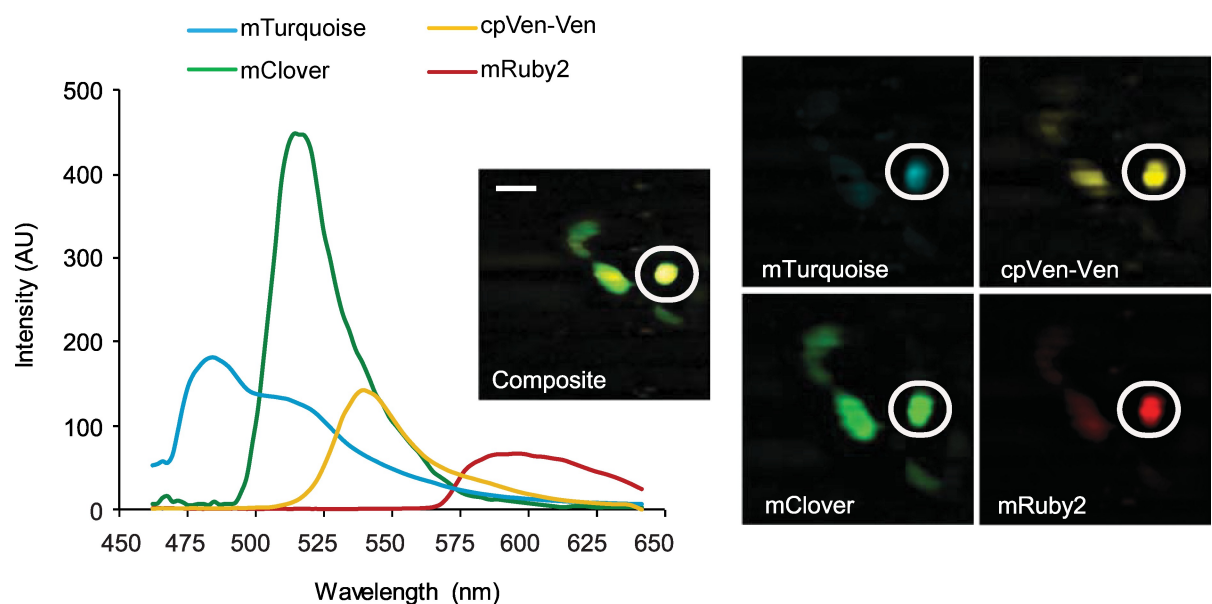 mTurquoise
cpVen-Ven
mClover
mRuby2
500
400
300
200
100
0
Intensity (AU)
450 475 500 525 550 575 600 625 650
Wavelength (nm)
Composite
mTurquoise
cpVen-Ven
mClover
mRuby2